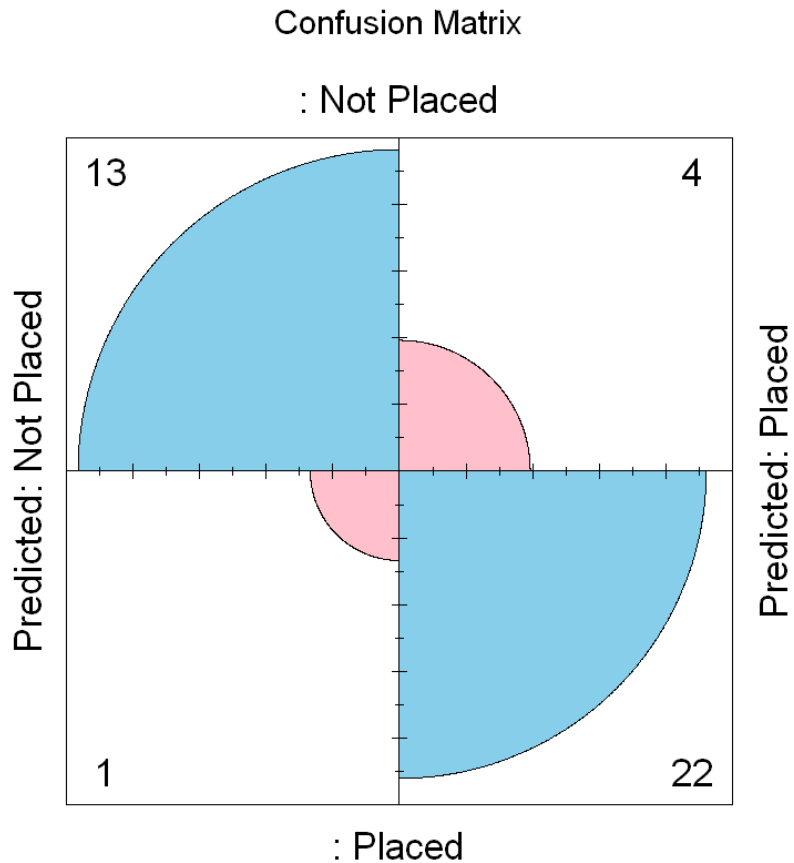 Confusion Matrix
: Not Placed
13
4
Predicted: Not Placed
Predicted: Placed
1
22
: Placed